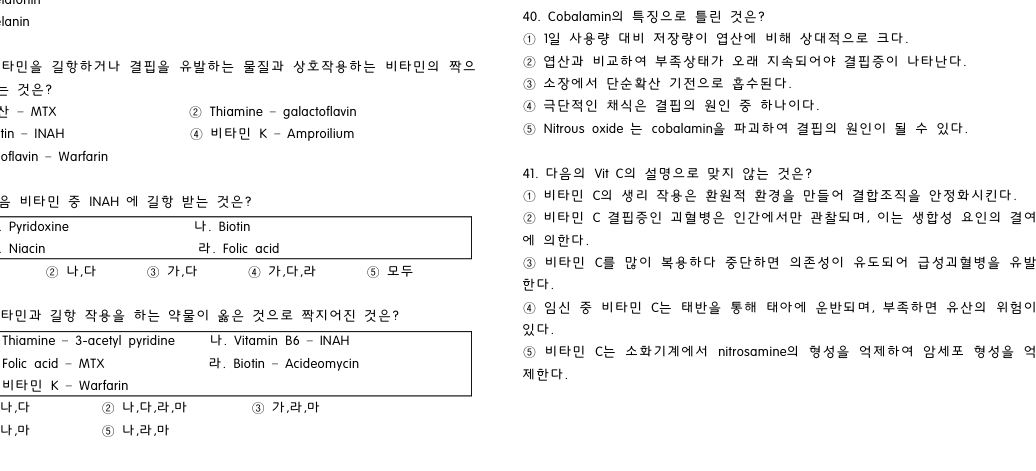 elanin
타민을 길항하거나 결핍을 유발하는 물질과 상호작용하는 비타민의 짝으
는 것은?
산 – MTX ② Thiamine – galactoflavin
tin – INAH ④ 비타민 K – Amproilium
oflavin – Warfarin
음 비타민 중 INAH 에 길항 받는 것은?
. Pyridoxine 나. Biotin
. Niacin 라. Folic acid
② 나,다 ③ 가,다 ④ 가,다,라 ⑤ 모두
타민과 길항 작용을 하는 약물이 옳은 것으로 짝지어진 것은?
Thiamine – 3-acetyl pyridine 나. Vitamin B6 – INAH
Folic acid – MTX 라. Biotin – Acideomycin
비타민 K – Warfarin
나,다 ② 나,다,라,마 ③ 가,라,마
나,마 ⑤ 나,라,마
40. Cobalamin의 특징으로 틀린 것은?
① 1일 사용량 대비 저장량이 엽산에 비해 상대적으로 크다.
② 엽산과 비교하여 부족상태가 오래 지속되어야 결핍증이 나타난다.
③ 소장에서 단순확산 기전으로 흡수된다.
④ 극단적인 채식은 결핍의 원인 중 하나이다.
⑤ Nitrous oxide 는 cobalamin을 파괴하여 결핍의 원인이 될 수 있다.
41. 다음의 Vit C의 설명으로 맞지 않는 것은?
① 비타민 C의 생리 작용은 환원적 환경을 만들어 결합조직을 안정화시킨다.
② 비타민 C 결핍증인 괴혈병은 인간에서만 관찰되며, 이는 생합성 요인의 결여
에 의한다.
③ 비타민 C를 많이 복용하다 중단하면 의존성이 유도되어 급성괴혈병을 유발
한다.
④ 임신 중 비타민 C는 태반을 통해 태아에 운반되며, 부족하면 유산의 위험이
있다.
⑤ 비타민 C는 소화기계에서 nitrosamine의 형성을 억제하여 암세포 형성을 억
제한다.